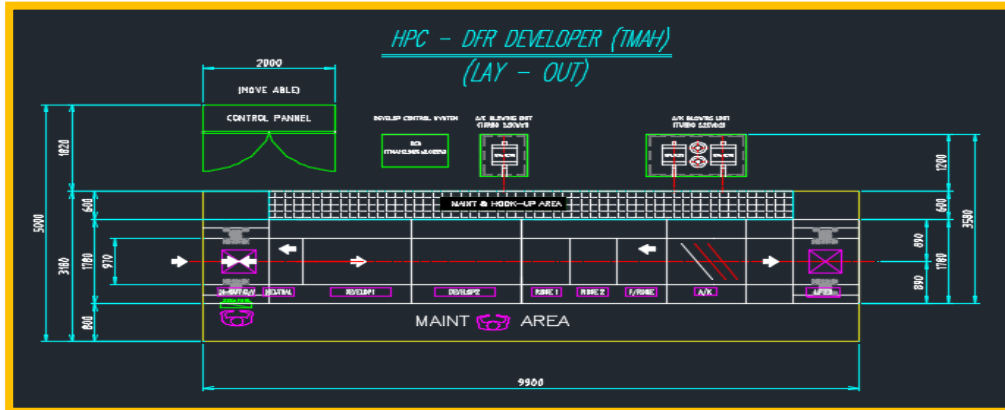 HPC - DFR DEVELOPER (TMAH)
(LAY - OUT)
2000
(MOVE ABLE)
CONTROL PANNEL
DEVELOP CONTROL SYSTEM
A/K BLOWING UNIT
A/K BLOWING UNIT
5000
1820
600
3180
1780
970
800
1200
600
3580
890
1780
890
MAINT & HOOK-UP AREA
NEUTRAL
DEVELOP1
DEVELOP2
RINSE 1
RINSE 2
F/RINSE
A/K
MAINT AREA
9900